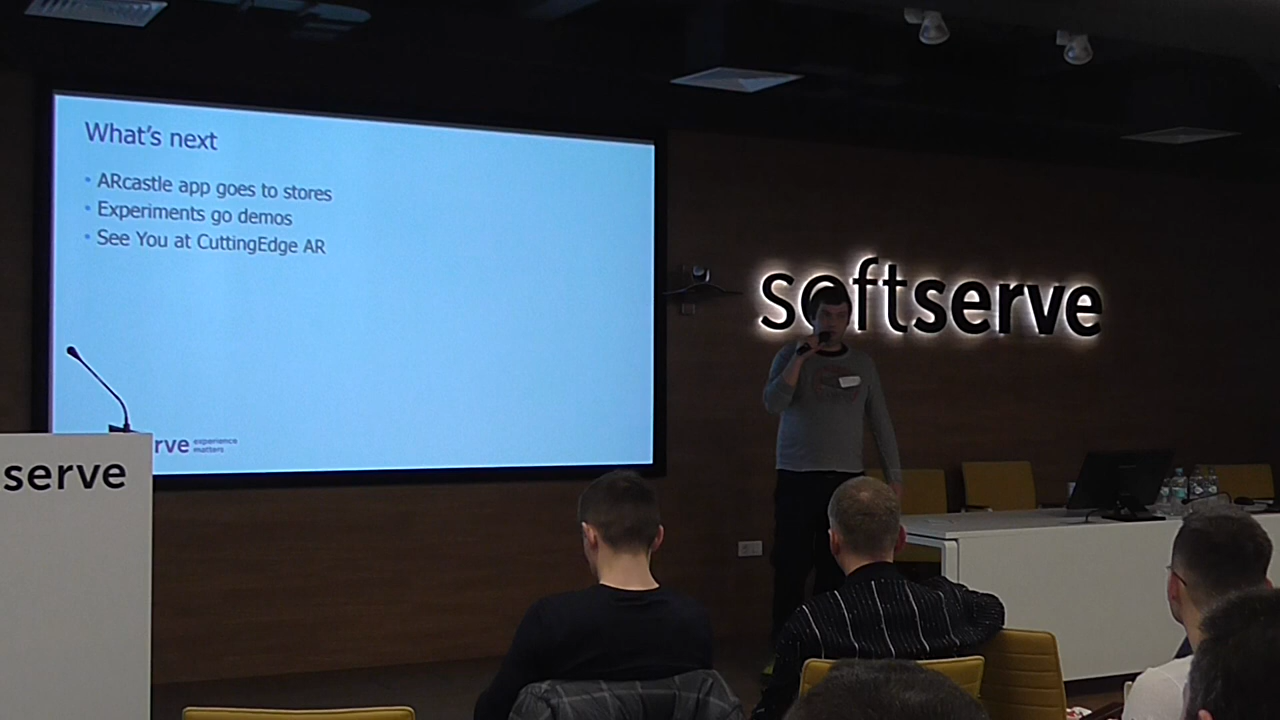 What's next
• ARcastle app goes to stores
• Experiments go demos
• See You at CuttingEdge AR
rve experience
matters
serve
softserve